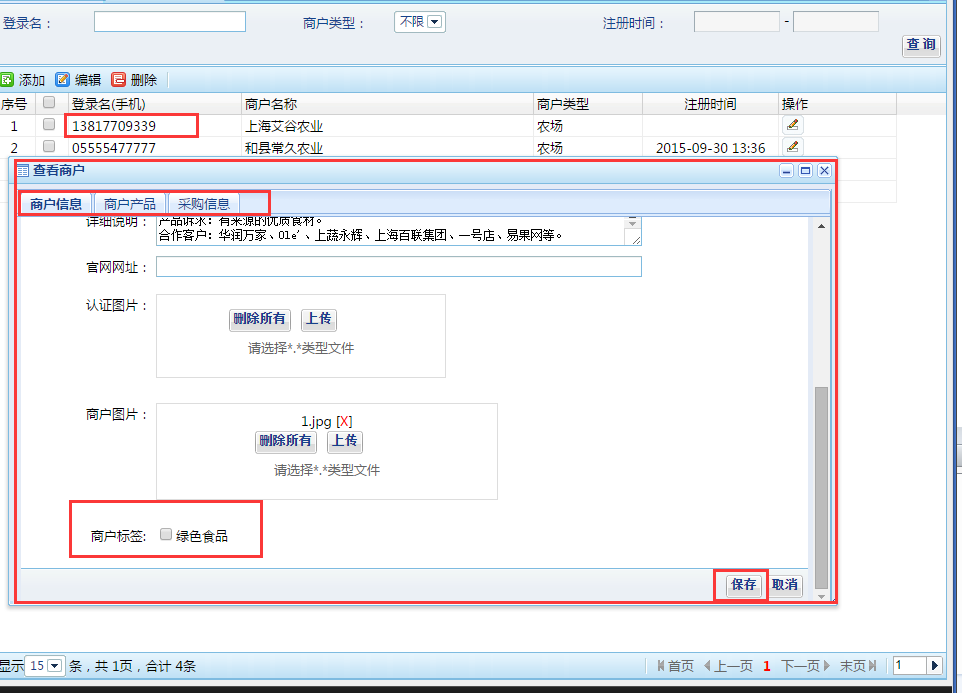 登录名： 商户类型： 不限 注册时间： -
查询
添加 编辑 删除
序号 登录名(手机) 商户名称 商户类型 注册时间 操作
1 13817709339 上海艾谷农业 农场
2 05555477777 和县常久农业 农场 2015-09-30 13:36
查看商户
商户信息 商户产品 采购信息
详细说明： 产品诉求：有来源的优质食材。
合作客户：华润万家、Ole'、上蔬永辉、上海百联集团、一号店、易果网等。
官网网址：
认证图片：
删除所有 上传
请选择*.*类型文件
商户图片：
1.jpg [X]
删除所有 上传
请选择*.*类型文件
商户标签: 绿色食品
保存 取消
显示 15 条，共 1页，合计 4条 首页 上一页 1 下一页 末页 1